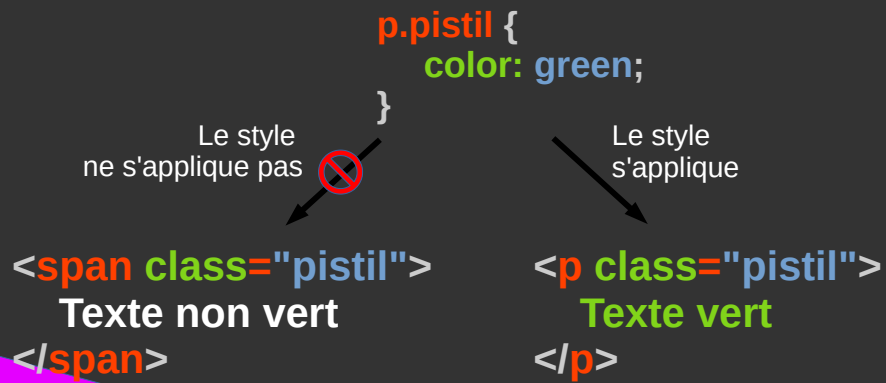 p.pistil {
color: green;
}
Le style
ne s'applique pas
Le style
s'applique
<span class="pistil">
Texte non vert
</span>
<p class="pistil">
Texte vert
</p>